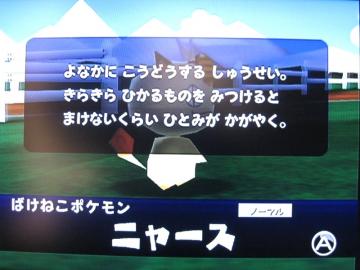 よなかに こうどうする しゅうせい。
きらきら ひかるものを みつけると
まけないくらい ひとみが かがやく。
ばけねこポケモン
ノーマル
ニャース
A